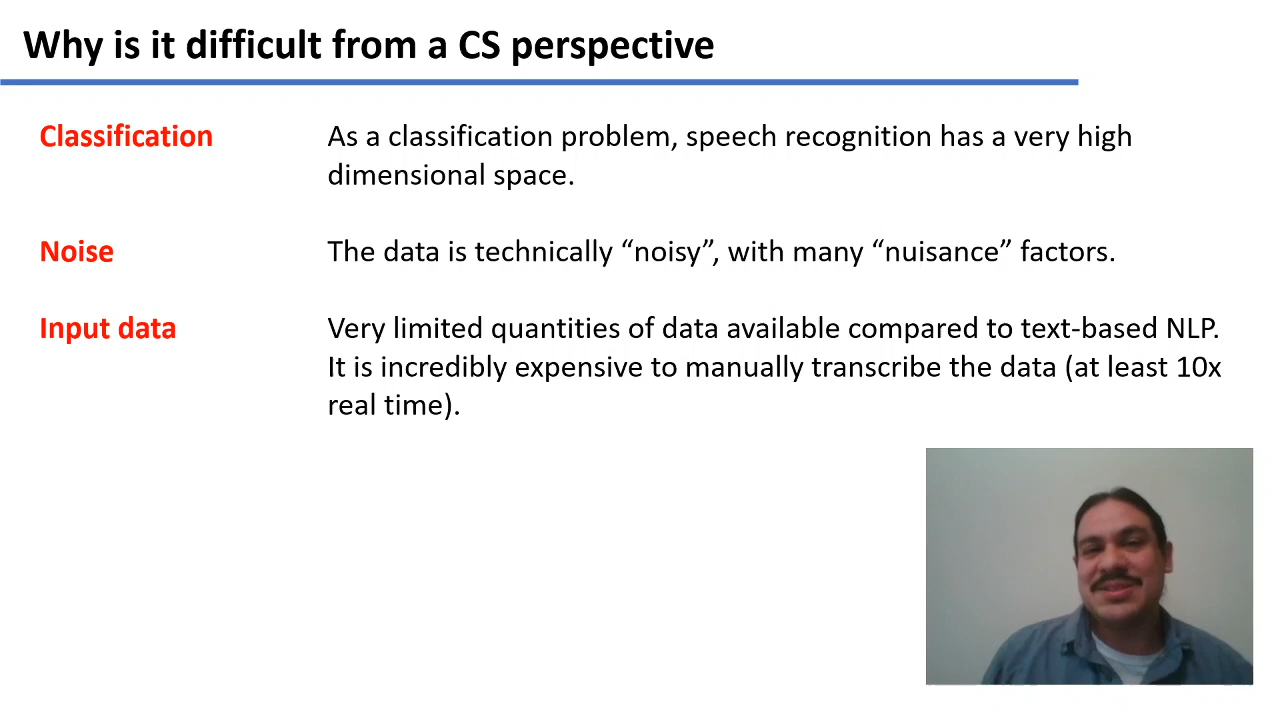 Why is it difficult from a CS perspective
Classification
As a classification problem, speech recognition has a very high
dimensional space.
Noise
The data is technically “noisy”, with many “nuisance” factors.
Input data
Very limited quantities of data available compared to text-based NLP.
It is incredibly expensive to manually transcribe the data (at least 10x
real time).